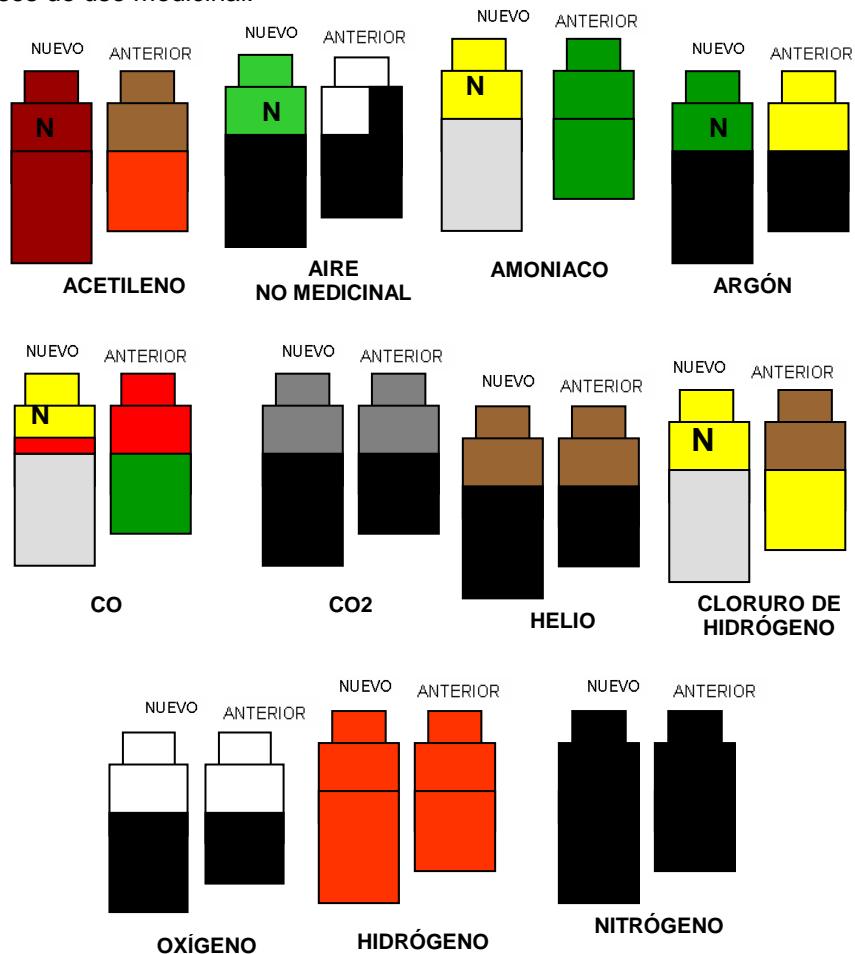 NUEVO ANTERIOR NUEVO ANTERIOR NUEVO ANTERIOR NUEVO ANTERIOR
N N N N
ACETILENO AIRE
NO MEDICINAL AMONIACO ARGÓN
NUEVO ANTERIOR NUEVO ANTERIOR NUEVO ANTERIOR NUEVO ANTERIOR
N N
CO CO2 HELIO CLORURO DE
HIDRÓGENO
NUEVO ANTERIOR NUEVO ANTERIOR NUEVO ANTERIOR
OXÍGENO HIDRÓGENO NITRÓGENO